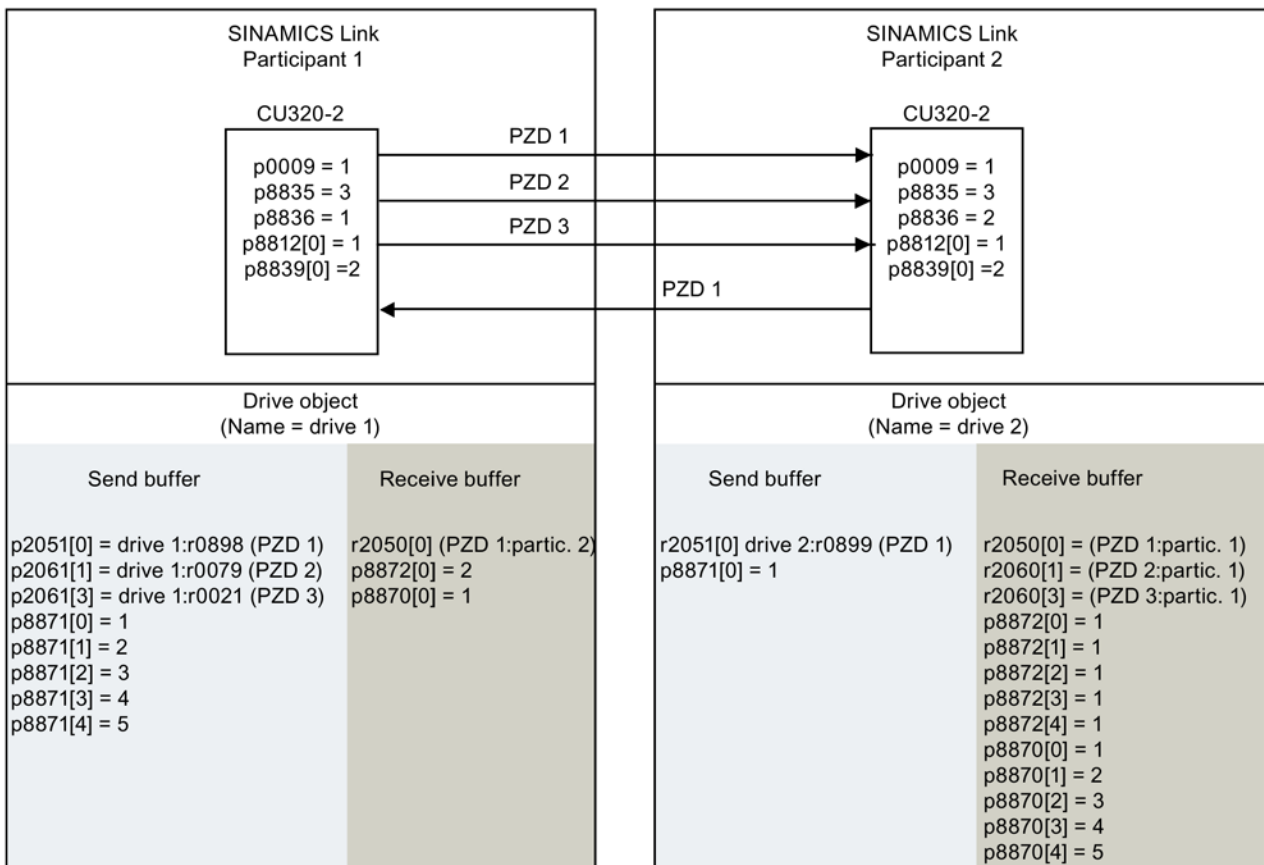 SINAMICS Link
Participant 1
CU320-2
p0009 = 1
p8835 = 3
p8836 = 1
p8812[0] = 1
p8839[0] =2
PZD 1
PZD 2
PZD 3
PZD 1
SINAMICS Link
Participant 2
CU320-2
p0009 = 1
p8835 = 3
p8836 = 2
p8812[0] = 1
p8839[0] =2
Drive object
(Name = drive 1)
Send buffer
p2051[0] = drive 1:r0898 (PZD 1)
p2061[1] = drive 1:r0079 (PZD 2)
p2061[3] = drive 1:r0021 (PZD 3)
p8871[0] = 1
p8871[1] = 2
p8871[2] = 3
p8871[3] = 4
p8871[4] = 5
Receive buffer
r2050[0] (PZD 1:partic. 2)
p8872[0] = 2
p8870[0] = 1
Drive object
(Name = drive 2)
Send buffer
r2051[0] drive 2:r0899 (PZD 1)
p8871[0] = 1
Receive buffer
r2050[0] = (PZD 1:partic. 1)
r2060[1] = (PZD 2:partic. 1)
r2060[3] = (PZD 3:partic. 1)
p8872[0] = 1
p8872[1] = 1
p8872[2] = 1
p8872[3] = 1
p8872[4] = 1
p8870[0] = 1
p8870[1] = 2
p8870[2] = 3
p8870[3] = 4
p8870[4] = 5